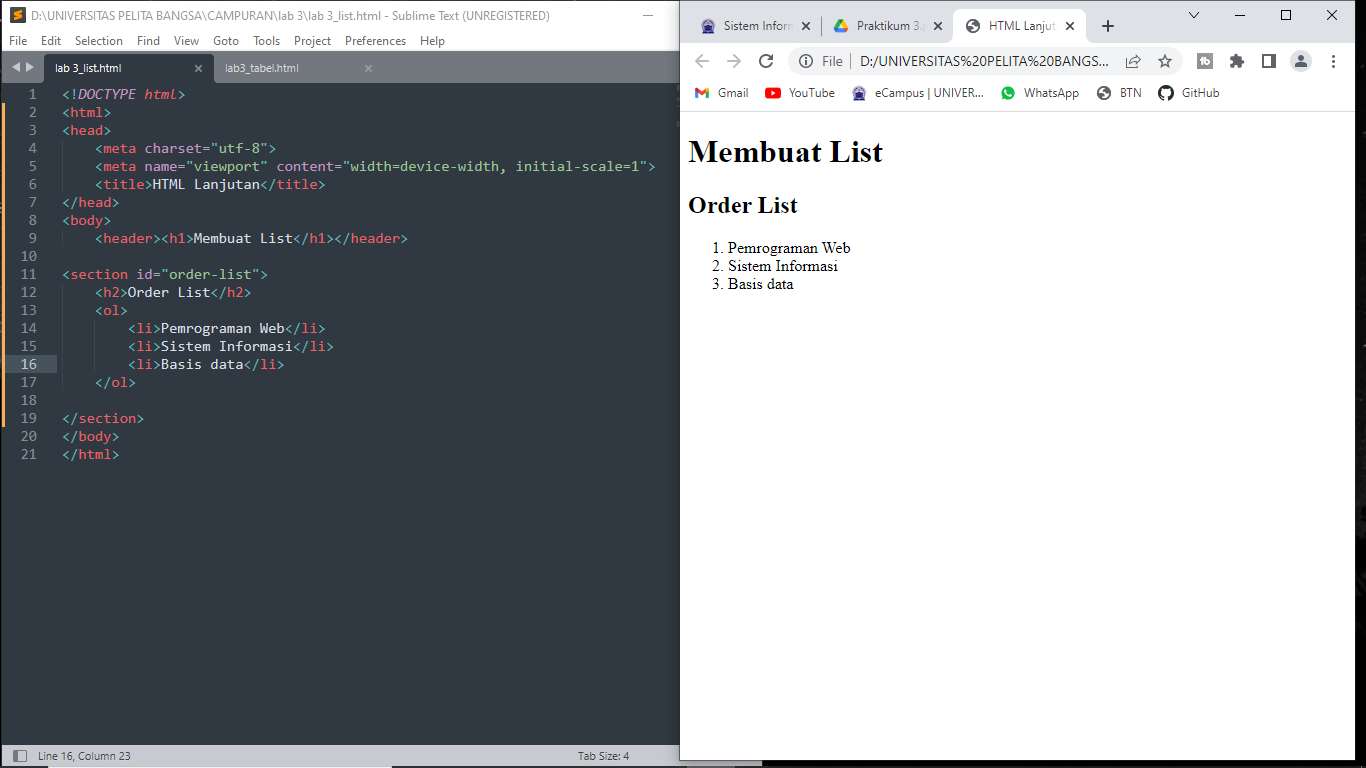 D:\UNIVERSITAS PELITA BANGSA\CAMPURAN\lab 3\lab 3_list.html - Sublime Text (UNREGISTERED)
File Edit Selection Find View Goto Tools Project Preferences Help
lab 3_list.html lab3_tabel.html
1 <!DOCTYPE html>
2 <html>
3 <head>
4 <meta charset="utf-8">
5 <meta name="viewport" content="width=device-width, initial-scale=1">
6 <title>HTML Lanjutan</title>
7 </head>
8 <body>
9 <header><h1>Membuat List</h1></header>
10
11 <section id="order-list">
12 <h2>Order List</h2>
13 <ol>
14 <li>Pemrograman Web</li>
15 <li>Sistem Informasi</li>
16 <li>Basis data</li>
17 </ol>
18
19 </section>
20 </body>
21 </html>
Line 16, Column 23 Tab Size: 4
Sistem Inforn Praktikum 3. HTML Lanjut
File D:/UNIVERSITAS%20PELITA%20BANGS...
Gmail YouTube eCampus | UNIVER... WhatsApp BTN GitHub
Membuat List
Order List
1. Pemrograman Web
2. Sistem Informasi
3. Basis data